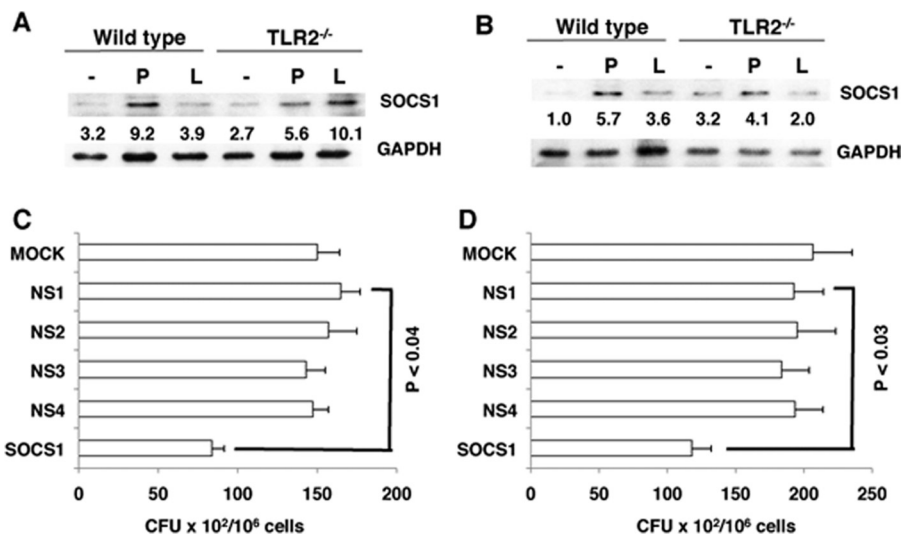 A
Wild type TLR2-/-
- P L - P L
SOCS1
3.2 9.2 3.9 2.7 5.6 10.1
GAPDH
B
Wild type TLR2-/-
- P L - P L
SOCS1
1.0 5.7 3.6 3.2 4.1 2.0
GAPDH
C
MOCK
NS1
NS2
NS3
NS4
SOCS1
P < 0.04
0 50 100 150 200
CFU x 10²/10⁶ cells
D
MOCK
NS1
NS2
NS3
NS4
SOCS1
P < 0.03
0 50 100 150 200 250
CFU x 10²/10⁶ cells